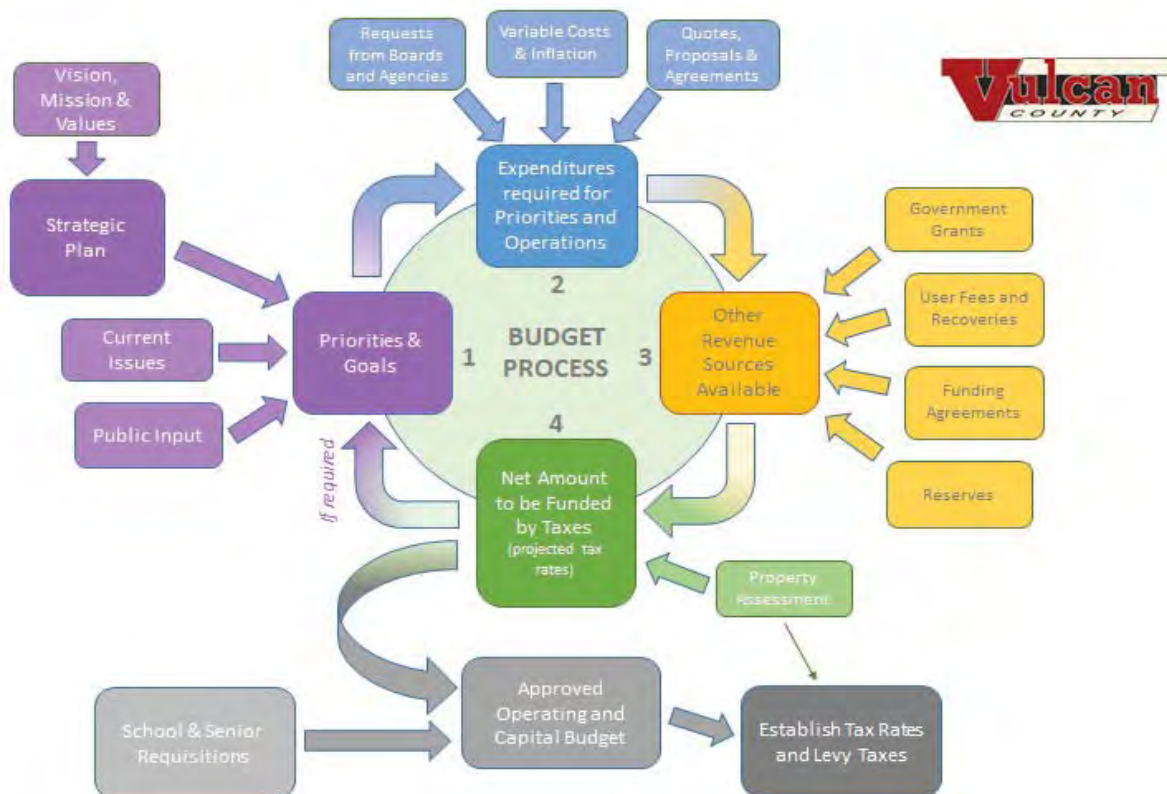 Requests
from Boards
and Agencies
Variable Costs
& Inflation
Quotes,
Proposals &
Agreements
Vulcan
COUNTY
Vision,
Mission &
Values
Strategic
Plan
Current
Issues
Public Input
Priorities &
Goals
If required
Expenditures
required for
Priorities and
Operations
1
2
3
4
BUDGET
PROCESS
Other
Revenue
Sources
Available
Government
Grants
User Fees and
Recoveries
Funding
Agreements
Reserves
Net Amount
to be Funded
by Taxes
(projected tax
rates)
Property
Assessment
School & Senior
Requisitions
Approved
Operating and
Capital Budget
Establish Tax Rates
and Levy Taxes